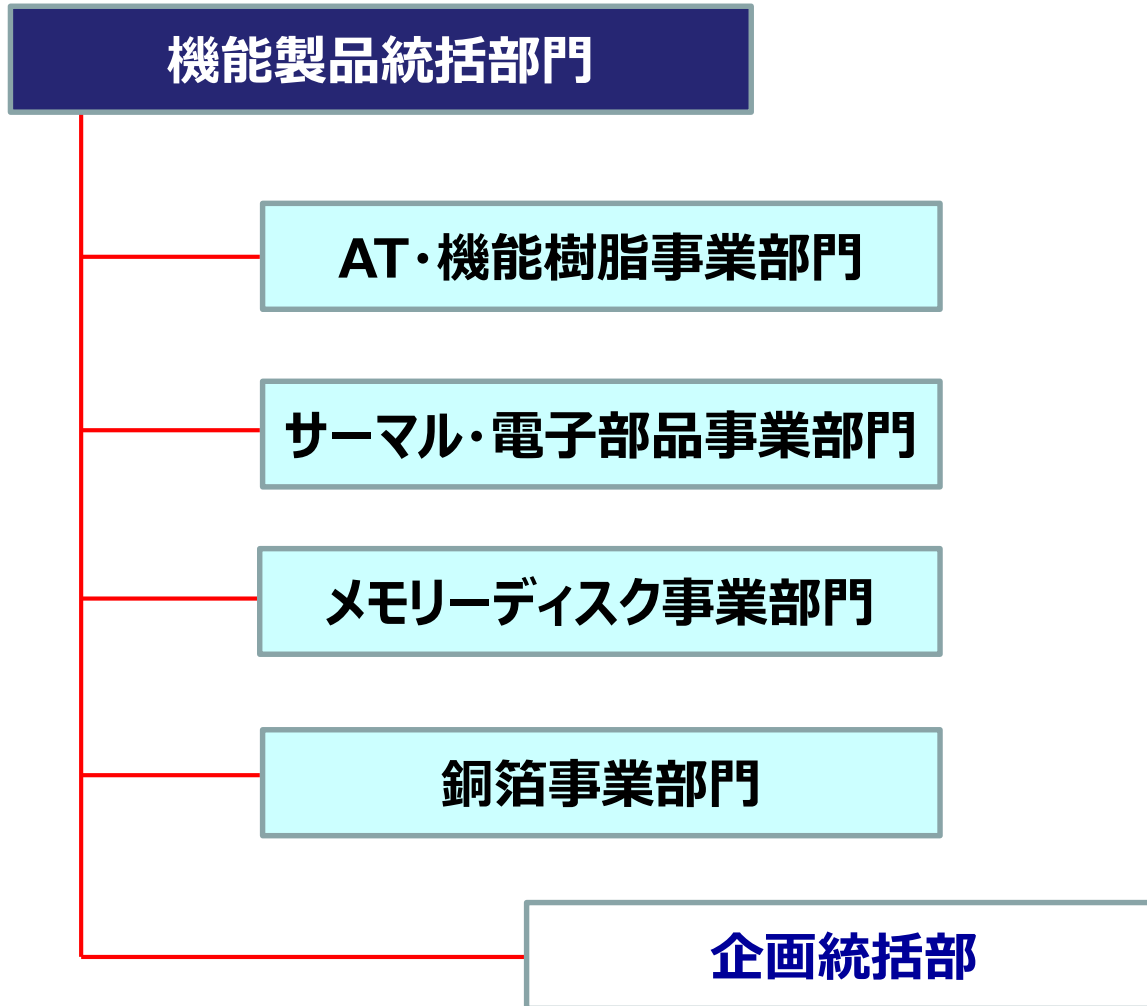 機能製品統括部門
AT・機能樹脂事業部門
サーマル・電子部品事業部門
メモリーディスク事業部門
銅箔事業部門
企画統括部